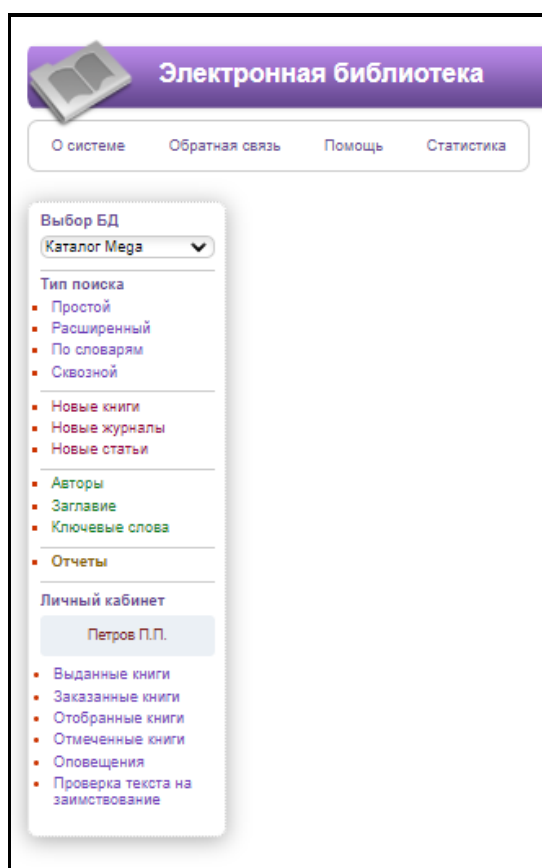 Электронная библиотека
О системе Обратная связь Помощь Статистика
Выбор БД
Каталог Mega
Тип поиска
Простой
Расширенный
По словарям
Сквозной
Новые книги
Новые журналы
Новые статьи
Авторы
Заглавие
Ключевые слова
Отчеты
Личный кабинет
Петров П.П.
Выданные книги
Заказанные книги
Отобранные книги
Отмеченные книги
Оповещения
Проверка текста на
заимствование